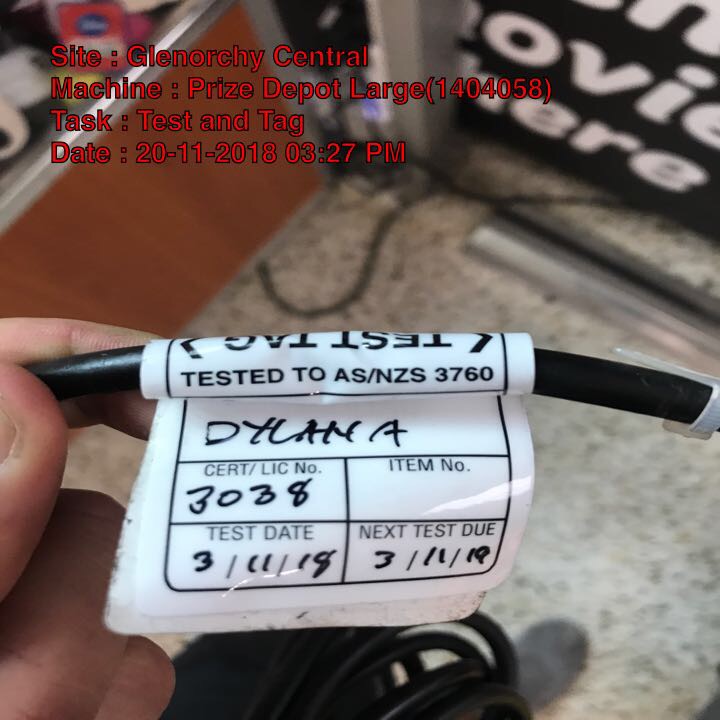 Site : Glenorchy Central
Machine : Prize Depot Large(1404058)
Task : Test and Tag
Date : 20-11-2018 03:27 PM
ovie
here
TEST TAG
TESTED TO AS/NZS 3760
DYLAN A
CERT/ LIC No. ITEM No.
3038
TEST DATE NEXT TEST DUE
3/11/18 3/11/19